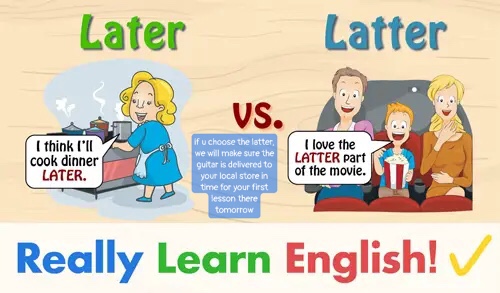 Later
Latter
vs.
I think I'll
cook dinner
LATER.
if u choose the latter,
we will make sure the
guitar is delivered to
your local store in
time for your first
lesson there
tomorrow
I love the
LATTER part
of the movie.
Really Learn English!